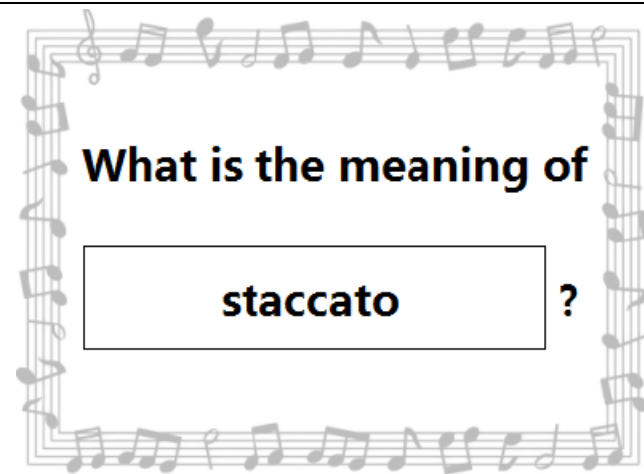 What is the meaning of
staccato ?